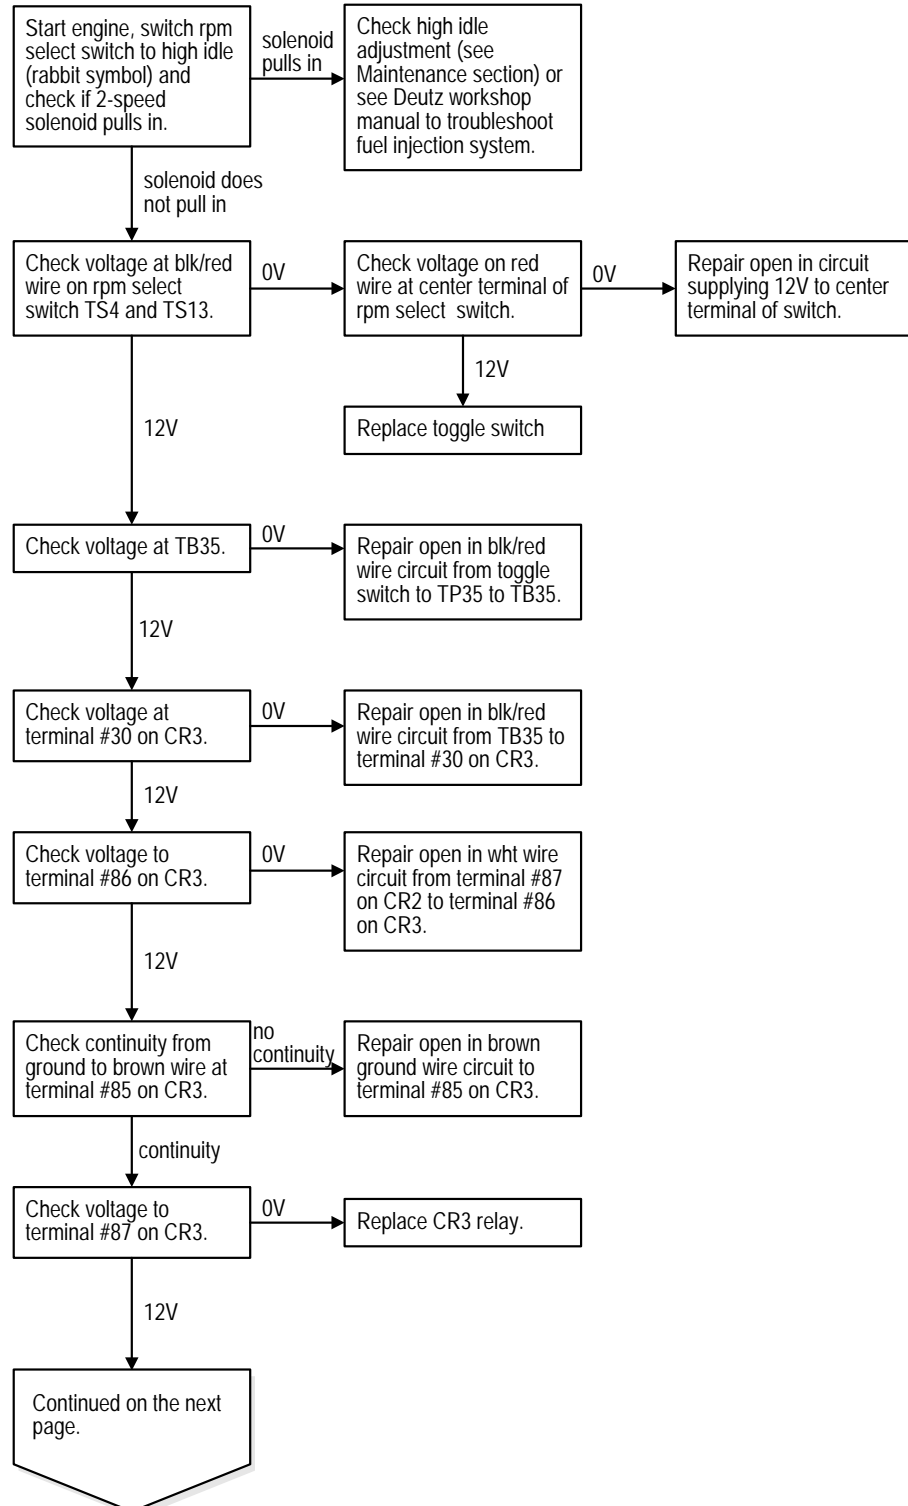 Start engine, switch rpm
select switch to high idle
(rabbit symbol) and
check if 2-speed
solenoid pulls in.
solenoid
pulls in
Check high idle
adjustment (see
Maintenance section) or
see Deutz workshop
manual to troubleshoot
fuel injection system.
solenoid does
not pull in
Check voltage at blk/red
wire on rpm select
switch TS4 and TS13.
0V
Check voltage on red
wire at center terminal of
rpm select switch.
0V
Repair open in circuit
supplying 12V to center
terminal of switch.
12V
Replace toggle switch
12V
Check voltage at TB35.
0V
Repair open in blk/red
wire circuit from toggle
switch to TP35 to TB35.
12V
Check voltage at
terminal #30 on CR3.
0V
Repair open in blk/red
wire circuit from TB35 to
terminal #30 on CR3.
12V
Check voltage to
terminal #86 on CR3.
0V
Repair open in wht wire
circuit from terminal #87
on CR2 to terminal #86
on CR3.
12V
Check continuity from
ground to brown wire at
terminal #85 on CR3.
no
continuity
Repair open in brown
ground wire circuit to
terminal #85 on CR3.
continuity
Check voltage to
terminal #87 on CR3.
0V
Replace CR3 relay.
12V
Continued on the next
page.